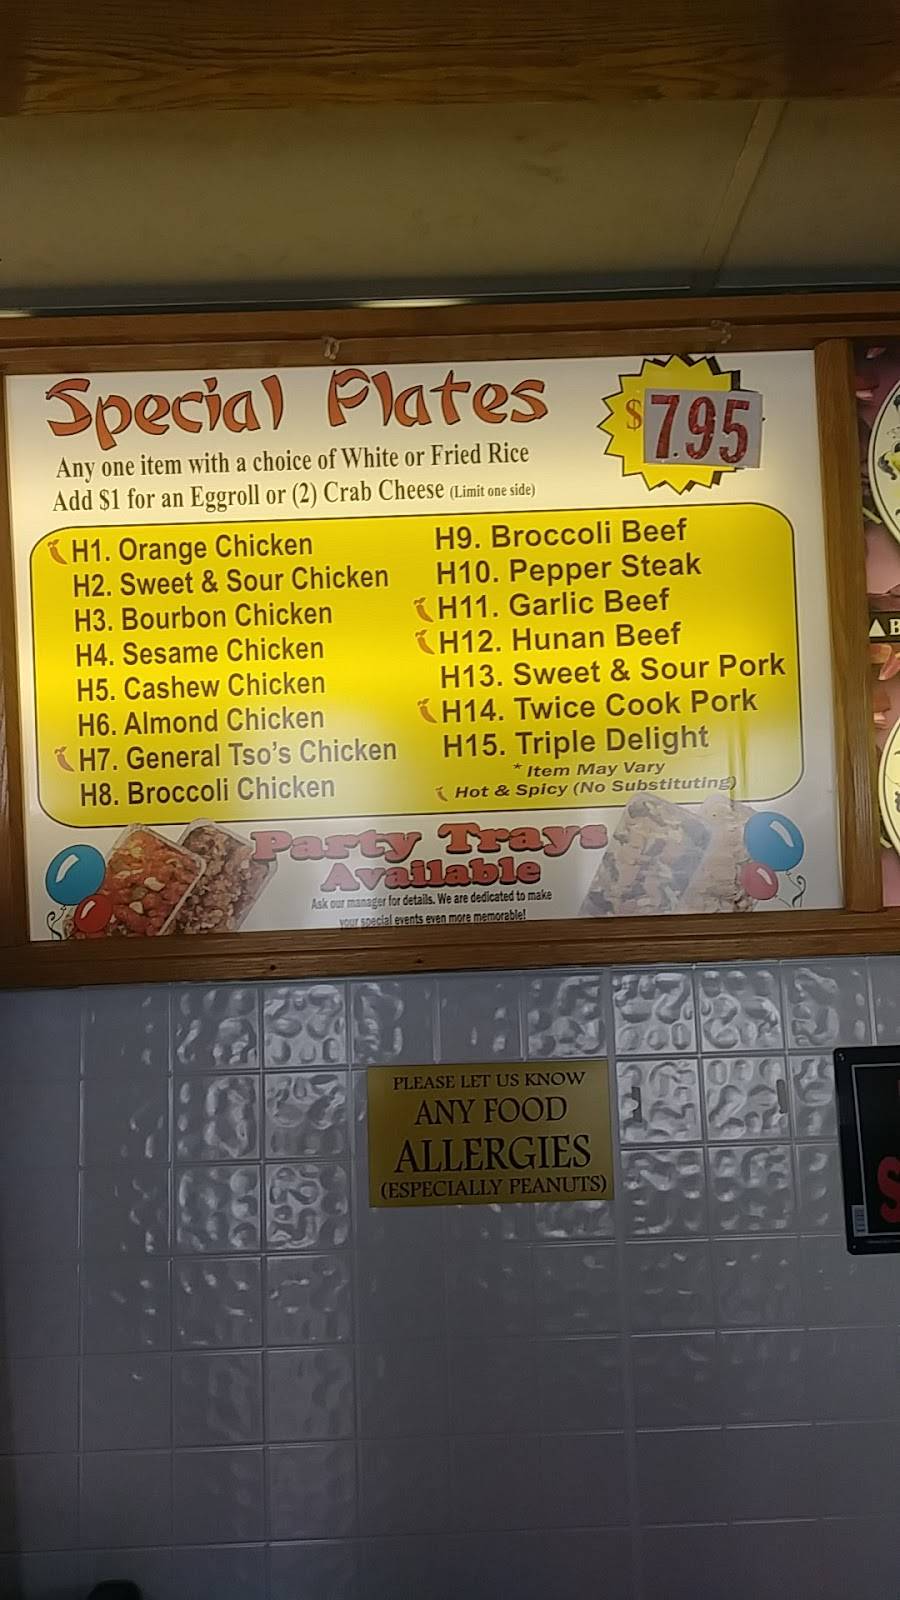 Special Plates
$7.95
Any one item with a choice of White or Fried Rice
Add $1 for an Eggroll or (2) Crab Cheese (Limit one side)
H1. Orange Chicken
H2. Sweet & Sour Chicken
H3. Bourbon Chicken
H4. Sesame Chicken
H5. Cashew Chicken
H6. Almond Chicken
H7. General Tso's Chicken
H8. Broccoli Chicken
H9. Broccoli Beef
H10. Pepper Steak
H11. Garlic Beef
H12. Hunan Beef
H13. Sweet & Sour Pork
H14. Twice Cook Pork
H15. Triple Delight
* Item May Vary
Hot & Spicy (No Substituting)
Party Trays
Available
Ask our manager for details. We are dedicated to make
your special events even more memorable!
PLEASE LET US KNOW
ANY FOOD
ALLERGIES
(ESPECIALLY PEANUTS)
▲B
S